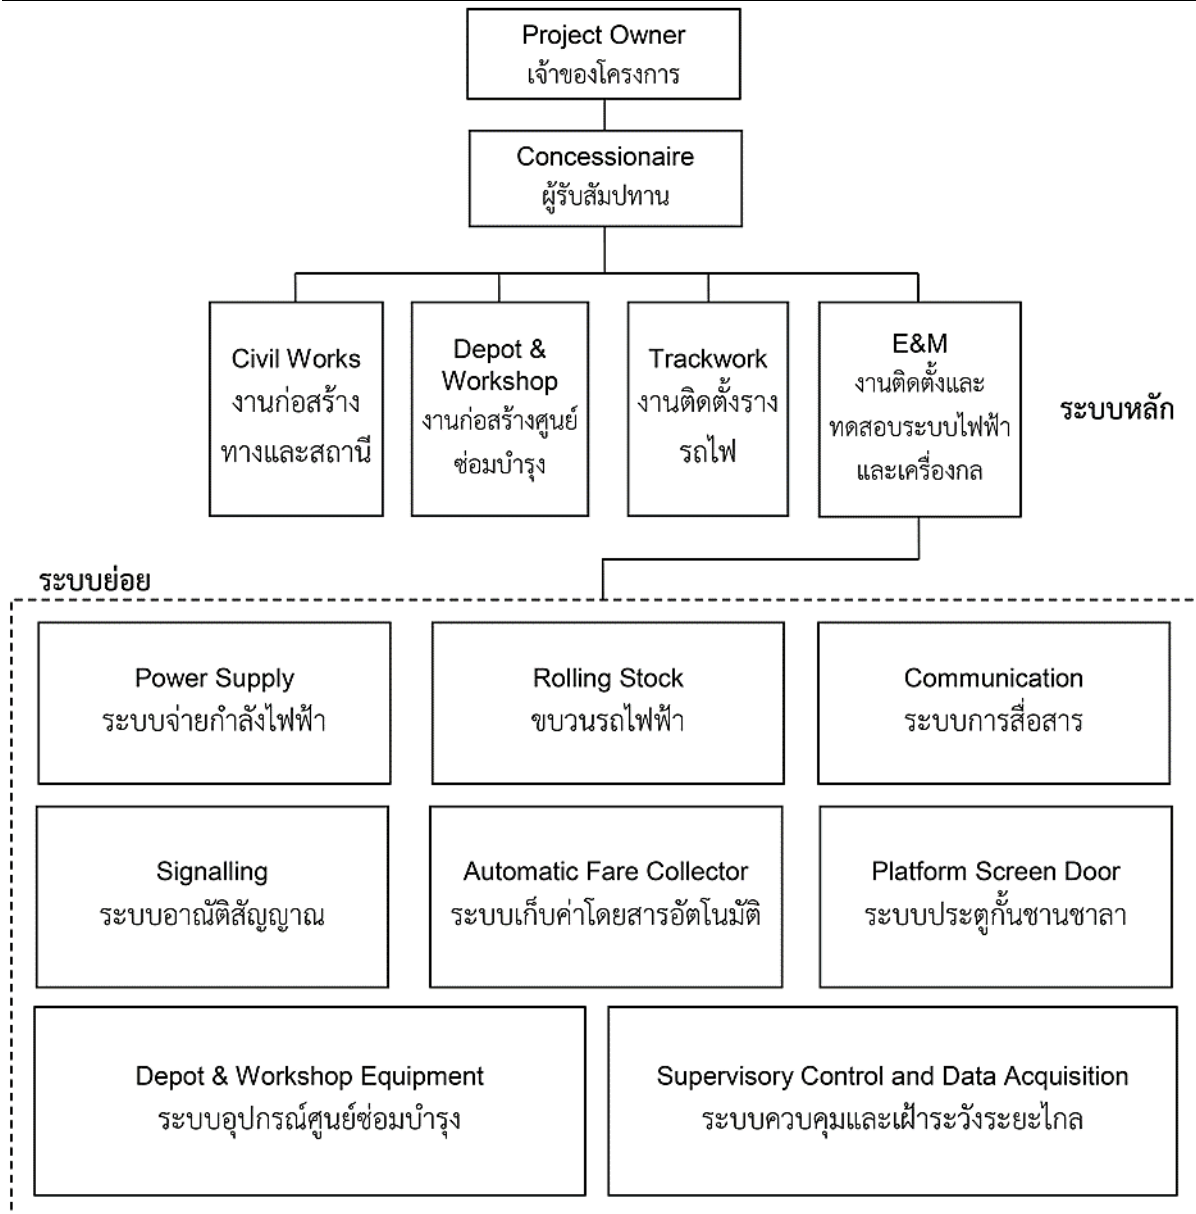 Project Owner
เจ้าของโครงการ
Concessionaire
ผู้รับสัมปทาน
Civil Works
งานก่อสร้าง
ทางและสถานี
Depot &
Workshop
งานก่อสร้างศูนย์
ซ่อมบำรุง
Trackwork
งานติดตั้งราง
รถไฟ
E&M
งานติดตั้งและ
ทดสอบระบบไฟฟ้า
และเครื่องกล
ระบบหลัก
ระบบย่อย
Power Supply
ระบบจ่ายกำลังไฟฟ้า
Rolling Stock
ขบวนรถไฟฟ้า
Communication
ระบบการสื่อสาร
Signalling
ระบบอาณัติสัญญาณ
Automatic Fare Collector
ระบบเก็บค่าโดยสารอัตโนมัติ
Platform Screen Door
ระบบประตูกั้นชานชาลา
Depot & Workshop Equipment
ระบบอุปกรณ์ศูนย์ซ่อมบำรุง
Supervisory Control and Data Acquisition
ระบบควบคุมและเฝ้าระวังระยะไกล